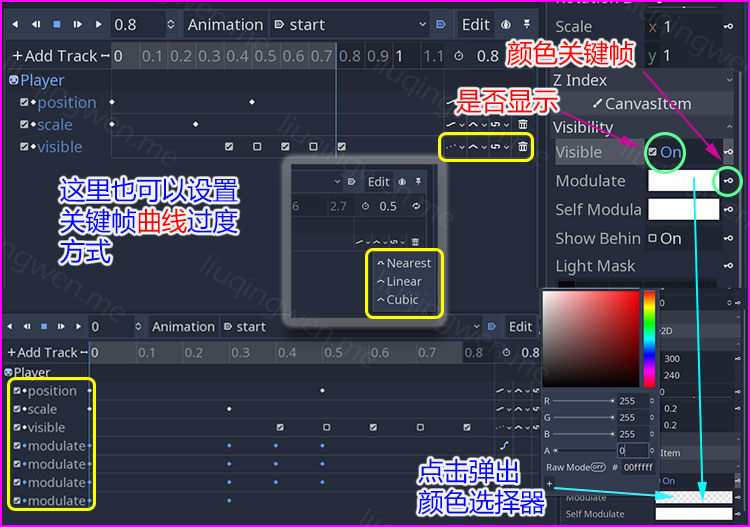 0.8 Animation start Edit
Add Track 0 0.1 0.2 0.3 0.4 0.5 0.6 0.7 0.8 0.9 1 1.1 0.8
Player
position
scale
visible
Scale x 1
y 1
颜色关键帧
Z Index
CanvasItem
是否显示
Visibility
Visible On
Modulate
Self Modula
Show Behin On
Light Mask
这里也可以设置
关键帧曲线过度
方式
Edit
6 2.7 0.5
Nearest
Linear
Cubic
liuqingwen.me
0 Animation start Edit
Add Track 0 0.1 0.2 0.3 0.4 0.5 0.6 0.7 0.8 0.8
Player
position
scale
visible
modulate
modulate
modulate
modulate
R 255
G 255
B 255
A 0
Raw Mode OFF # 00ffffff
+
-2D
300
240
0.2
0.2
Item
On
Modulate
Self Modulate
点击弹出
颜色选择器